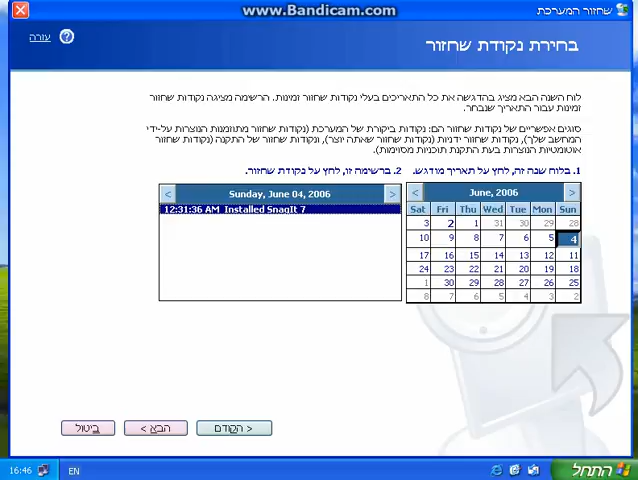 www.Bandicam.com
שחזור המערכת
עזרה
בחירת נקודת שחזור
לוח השנה הבא מציג בהדגשה את כל התאריכים בעלי נקודות שחזור זמינות. הרשימה מציגה נקודות שחזור
זמינות עבור התאריך שנבחר.
סוגים אפשריים של נקודות שחזור הם: נקודות ביקורת של המערכת (נקודות שחזור מתוזמנות הנוצרות על-ידי
המחשב שלך), נקודות שחזור ידניות (נקודות שחזור שאתה יוצר), ונקודות שחזור של התקנה (נקודות שחזור
אוטומטיות הנוצרות בעת התקנת תוכניות מסוימות).
1. בלוח שנה זה, לחץ על תאריך מודגש. 2. ברשימה זו, לחץ על נקודת שחזור.
< Sunday, June 04, 2006 >
12:31:36 AM Installed SnagIt 7
< June, 2006 >
Sat Fri Thu Wed Tue Mon Sun
3 2 1 31 30 29 28
10 9 8 7 6 5 4
17 16 15 14 13 12 11
24 23 22 21 20 19 18
1 30 29 28 27 26 25
8 7 6 5 4 3 2
< הקודם
הבא >
ביטול
16:46
EN
התחל